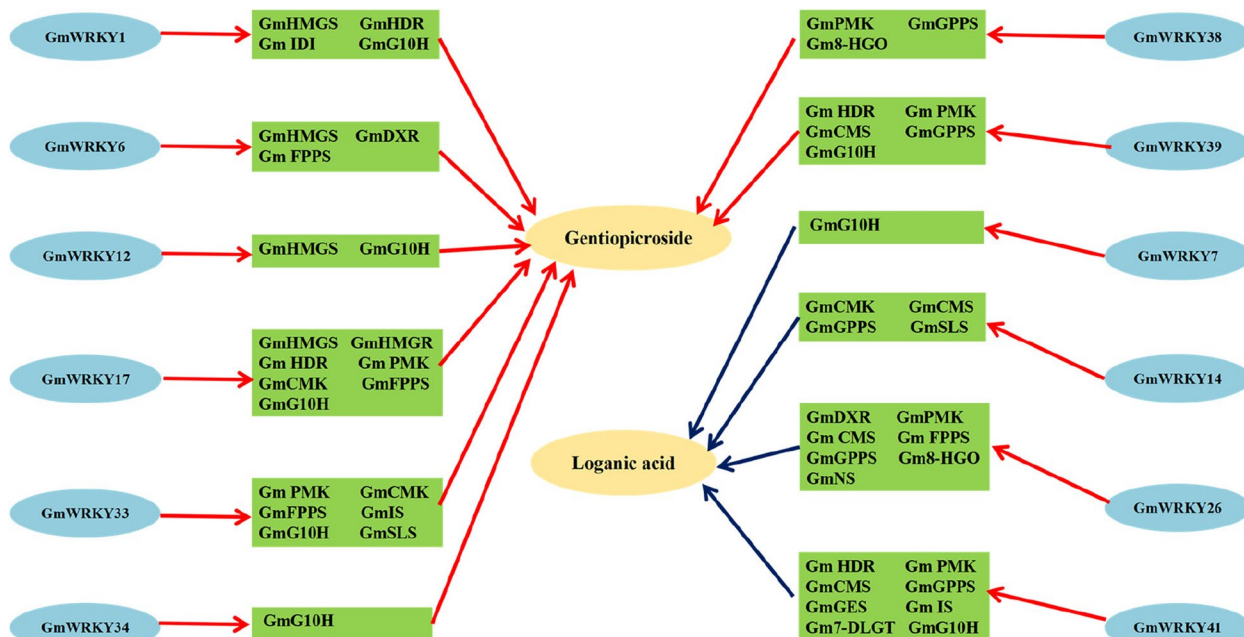 GmWRKY1
GmHMGS GmHDR
Gm IDI GmG10H
GmWRKY6
GmHMGS GmDXR
Gm FPPS
GmWRKY12
GmHMGS GmG10H
GmWRKY17
GmHMGS GmHMGR
Gm HDR Gm PMK
GmCMK GmFPPS
GmG10H
GmWRKY33
Gm PMK GmCMK
GmFPPS GmIS
GmG10H GmSLS
GmWRKY34
GmG10H
Gentiopicroside
Loganic acid
GmPMK GmGPPS
Gm8-HGO
GmWRKY38
Gm HDR Gm PMK
GmCMS GmGPPS
GmG10H
GmWRKY39
GmG10H
GmWRKY7
GmCMK GmCMS
GmGPPS GmSLS
GmWRKY14
GmDXR GmPMK
Gm CMS Gm FPPS
GmGPPS Gm8-HGO
GmNS
GmWRKY26
Gm HDR Gm PMK
GmCMS GmGPPS
GmGES Gm IS
Gm7-DLGT GmG10H
GmWRKY41